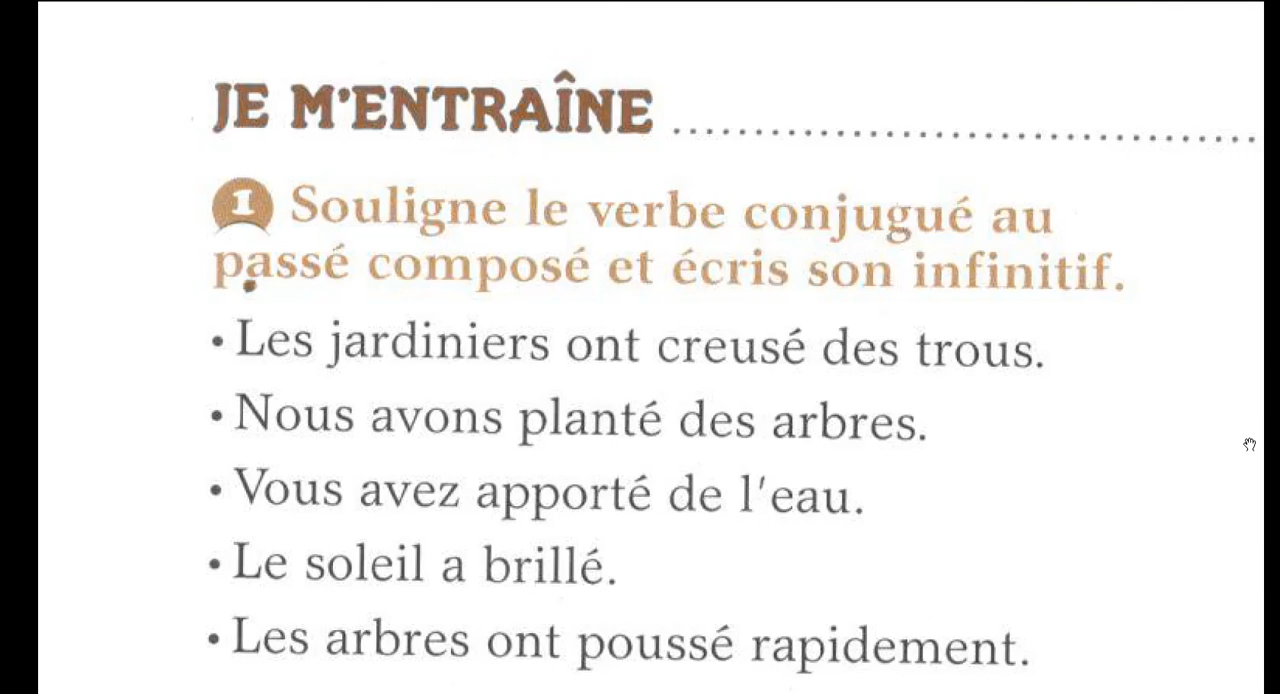 JE M'ENTRAÎNE
1 Souligne le verbe conjugué au
passé composé et écris son infinitif.
• Les jardiniers ont creusé des trous.
• Nous avons planté des arbres.
• Vous avez apporté de l'eau.
• Le soleil a brillé.
• Les arbres ont poussé rapidement.